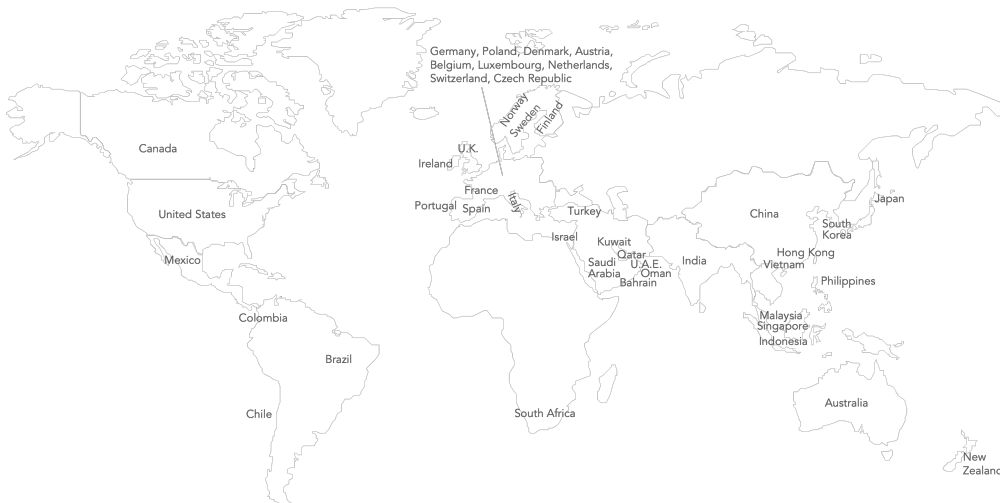 Germany, Poland, Denmark, Austria,
Belgium, Luxembourg, Netherlands,
Switzerland, Czech Republic
Norway
Sweden
Finland
Canada
U.K.
Ireland
France
Italy
Portugal
Spain
United States
Turkey
China
Japan
South
Korea
Israel
Kuwait
Qatar
Mexico
Saudi
Arabia
U.A.E.
Oman
Bahrain
India
Hong Kong
Vietnam
Philippines
Colombia
Malaysia
Singapore
Indonesia
Brazil
Chile
South Africa
Australia
New
Zealand